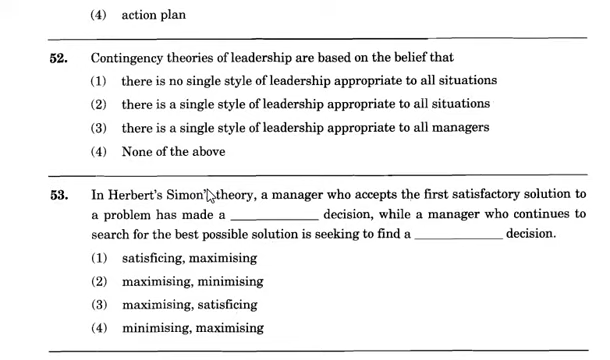 (4) action plan
52. Contingency theories of leadership are based on the belief that
(1) there is no single style of leadership appropriate to all situations
(2) there is a single style of leadership appropriate to all situations
(3) there is a single style of leadership appropriate to all managers
(4) None of the above
53. In Herbert's Simon' theory, a manager who accepts the first satisfactory solution to
a problem has made a ____________ decision, while a manager who continues to
search for the best possible solution is seeking to find a ____________ decision.
(1) satisficing, maximising
(2) maximising, minimising
(3) maximising, satisficing
(4) minimising, maximising